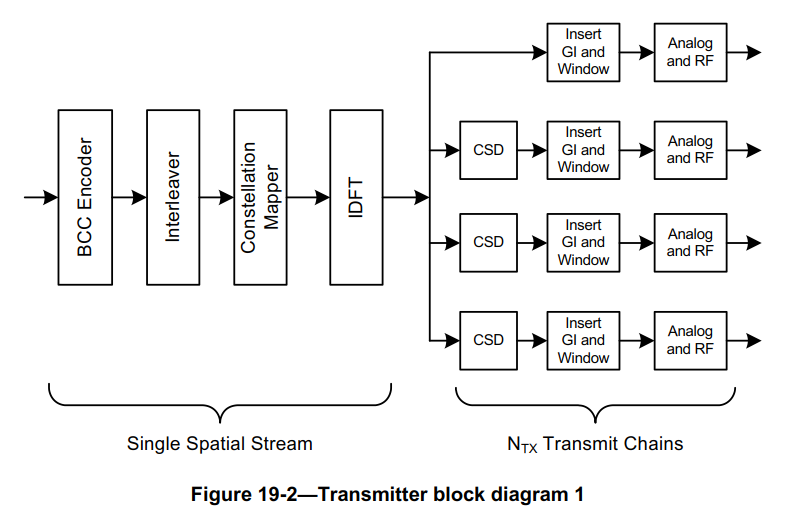 BCC Encoder
Interleaver
Constellation
Mapper
IDFT
Insert
GI and
Window
Analog
and RF
CSD
Insert
GI and
Window
Analog
and RF
CSD
Insert
GI and
Window
Analog
and RF
CSD
Insert
GI and
Window
Analog
and RF
Single Spatial Stream
NTX Transmit Chains
Figure 19-2—Transmitter block diagram 1